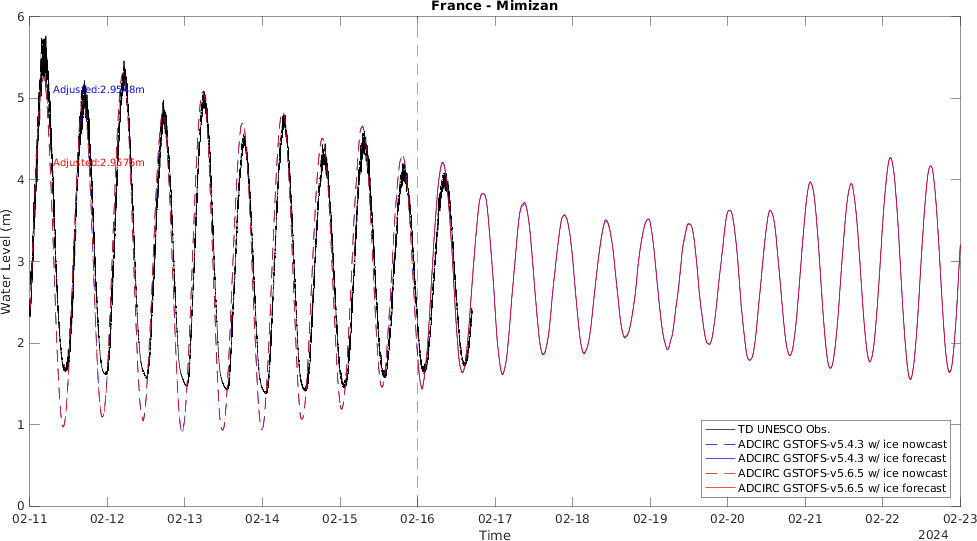 France - Mimizan
6
5
4
3
2
1
0
Water Level (m)
Adjusted:2.9548m
Adjusted:2.9575m
TD UNESCO Obs.
ADCIRC GSTOFS-v5.4.3 w/ ice nowcast
ADCIRC GSTOFS-v5.4.3 w/ ice forecast
ADCIRC GSTOFS-v5.6.5 w/ ice nowcast
ADCIRC GSTOFS-v5.6.5 w/ ice forecast
02-11 02-12 02-13 02-14 02-15 02-16 02-17 02-18 02-19 02-20 02-21 02-22 02-23
Time
2024